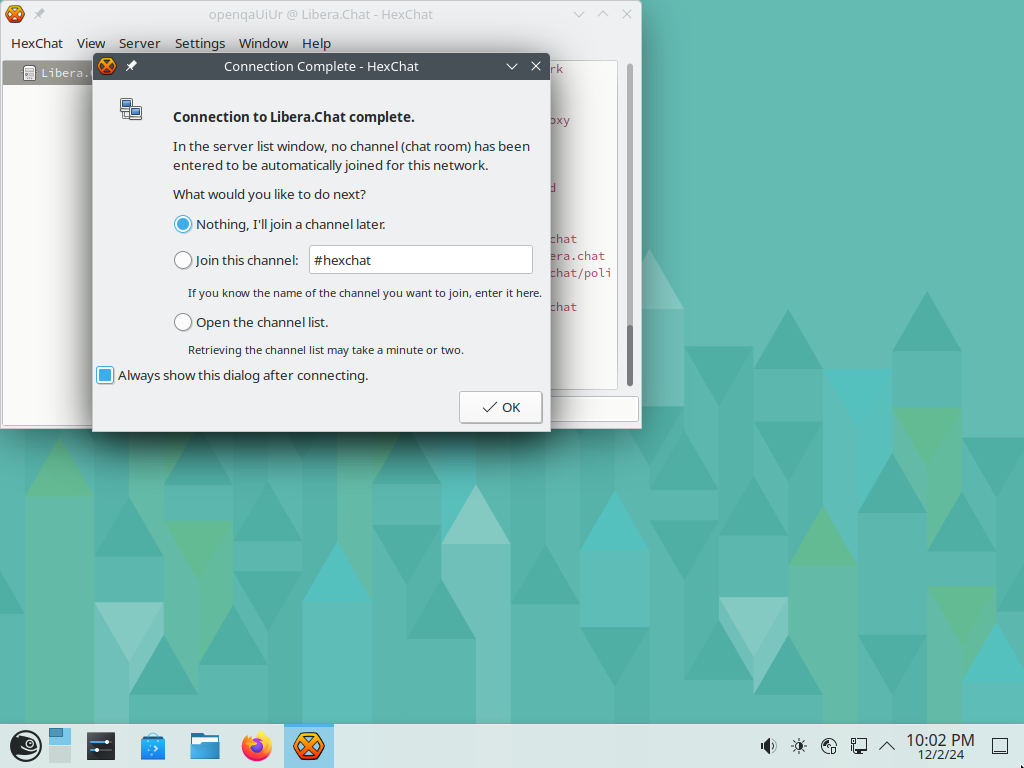 openqaUiUr @ Libera.Chat - HexChat
HexChat View Server Settings Window Help
Libera.
Connection Complete - HexChat
rk
oxy
d
chat
era.chat
chat/poli
chat
Connection to Libera.Chat complete.
In the server list window, no channel (chat room) has been
entered to be automatically joined for this network.
What would you like to do next?
Nothing, I'll join a channel later.
Join this channel: #hexchat
If you know the name of the channel you want to join, enter it here.
Open the channel list.
Retrieving the channel list may take a minute or two.
Always show this dialog after connecting.
OK
10:02 PM
12/2/24